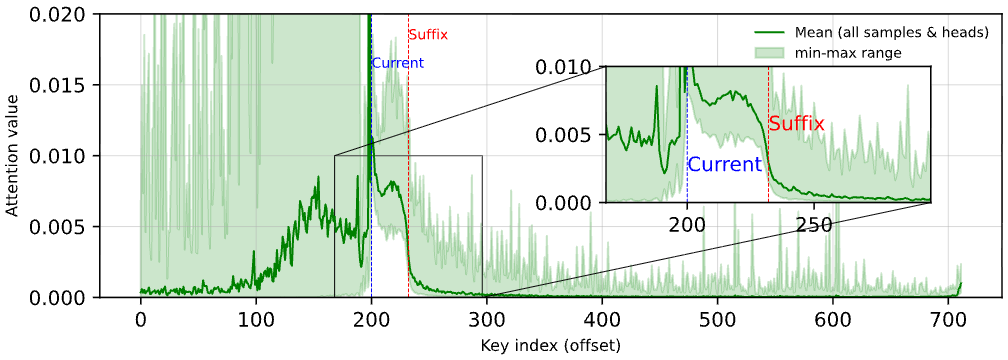 0.020
0.015
0.010
0.005
0.000
Attention value
0 100 200 300 400 500 600 700
Key index (offset)
Suffix
Current
Mean (all samples & heads)
min-max range
0.010
0.005
0.000
Suffix
Current
200 250